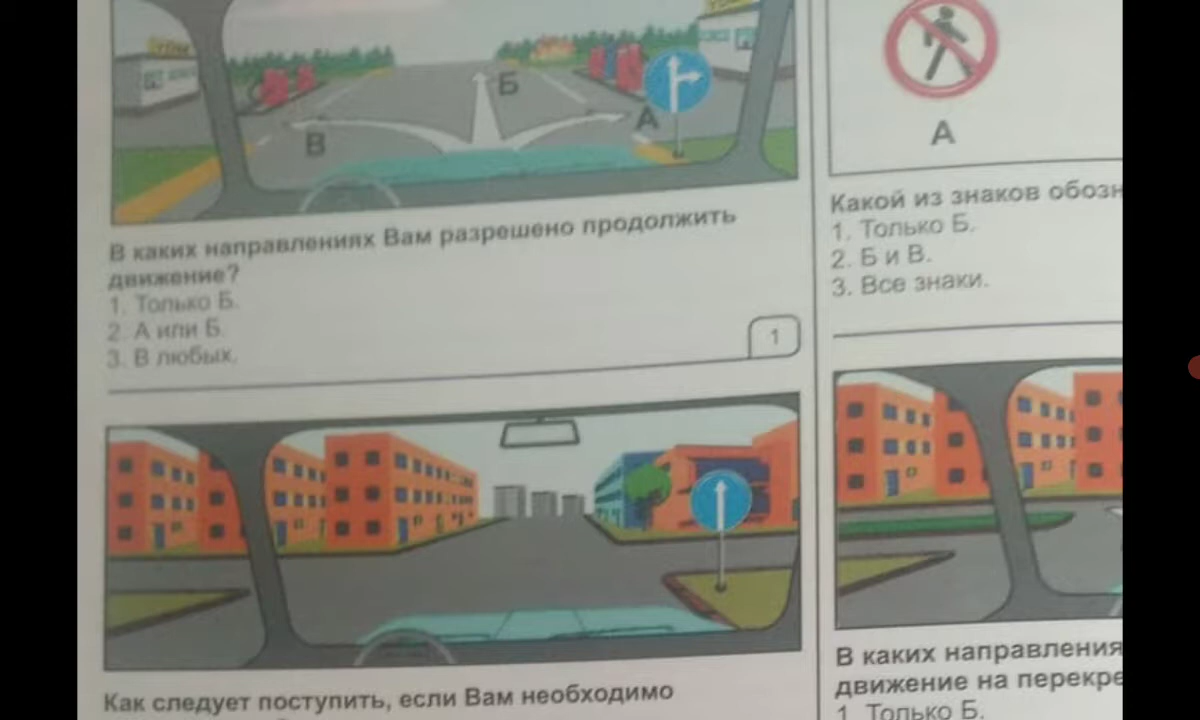 В
Б
А
В каких направлениях Вам разрешено продолжить
движение?
1. Только Б.
2. А или Б.
3. В любых.
1
Как следует поступить, если Вам необходимо
А
Какой из знаков обозн
1. Только Б.
2. Б и В.
3. Все знаки.
В каких направления
движение на перекре
1. Только Б.